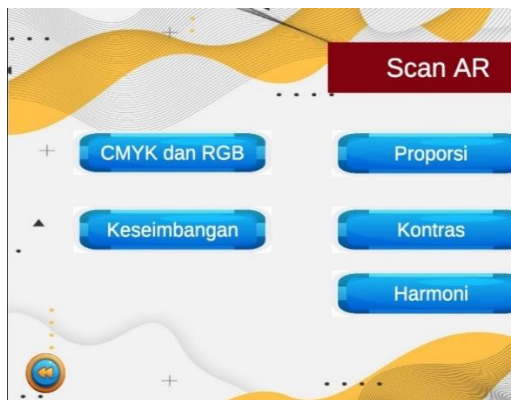 Scan AR
CMYK dan RGB
Proporsi
Keseimbangan
Kontras
Harmoni